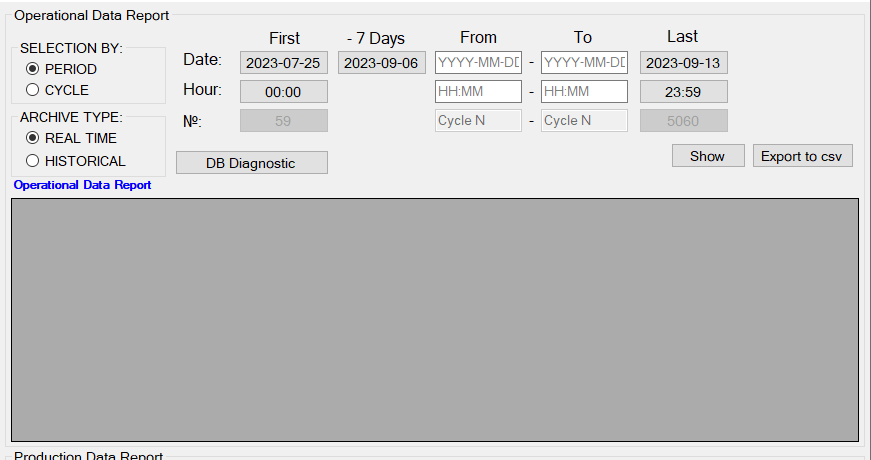 Operational Data Report
SELECTION BY:
PERIOD
CYCLE
ARCHIVE TYPE:
REAL TIME
HISTORICAL
First - 7 Days From To Last
Date: 2023-07-25 2023-09-06 YYYY-MM-DD - YYYY-MM-DD 2023-09-13
Hour: 00:00 HH:MM - HH:MM 23:59
№: 59 Cycle N - Cycle N 5060
DB Diagnostic Show Export to csv
Operational Data Report
Production Data Report